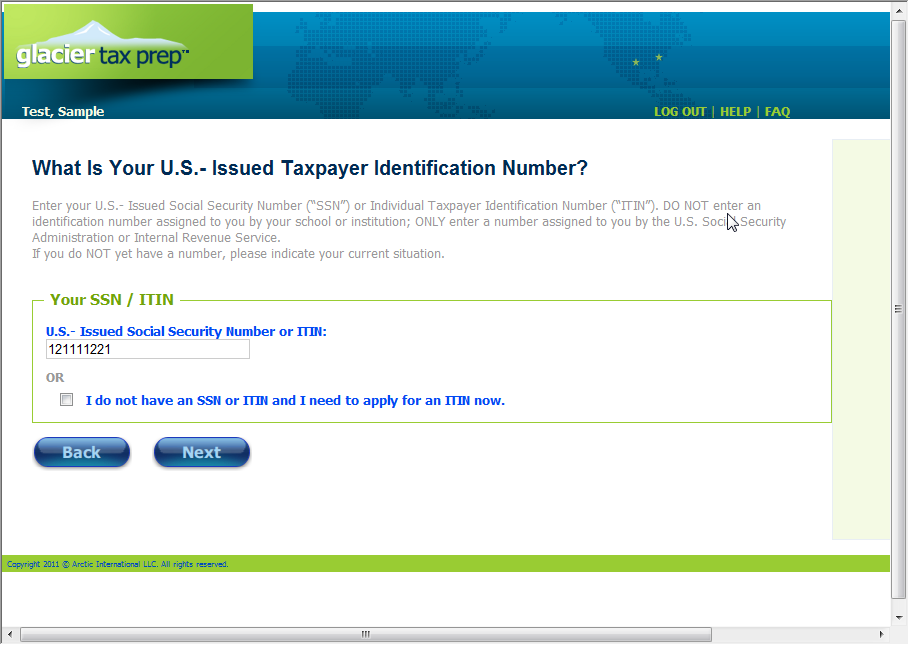 glacier tax prep™
Test, Sample
LOG OUT | HELP | FAQ
What Is Your U.S.- Issued Taxpayer Identification Number?
Enter your U.S.- Issued Social Security Number (“SSN”) or Individual Taxpayer Identification Number (“ITIN”). DO NOT enter an
identification number assigned to you by your school or institution; ONLY enter a number assigned to you by the U.S. Social Security
Administration or Internal Revenue Service.
If you do NOT yet have a number, please indicate your current situation.
Your SSN / ITIN
U.S.- Issued Social Security Number or ITIN:
121111221
OR
I do not have an SSN or ITIN and I need to apply for an ITIN now.
Back Next
Copyright 2011 © Arctic International LLC. All rights reserved.